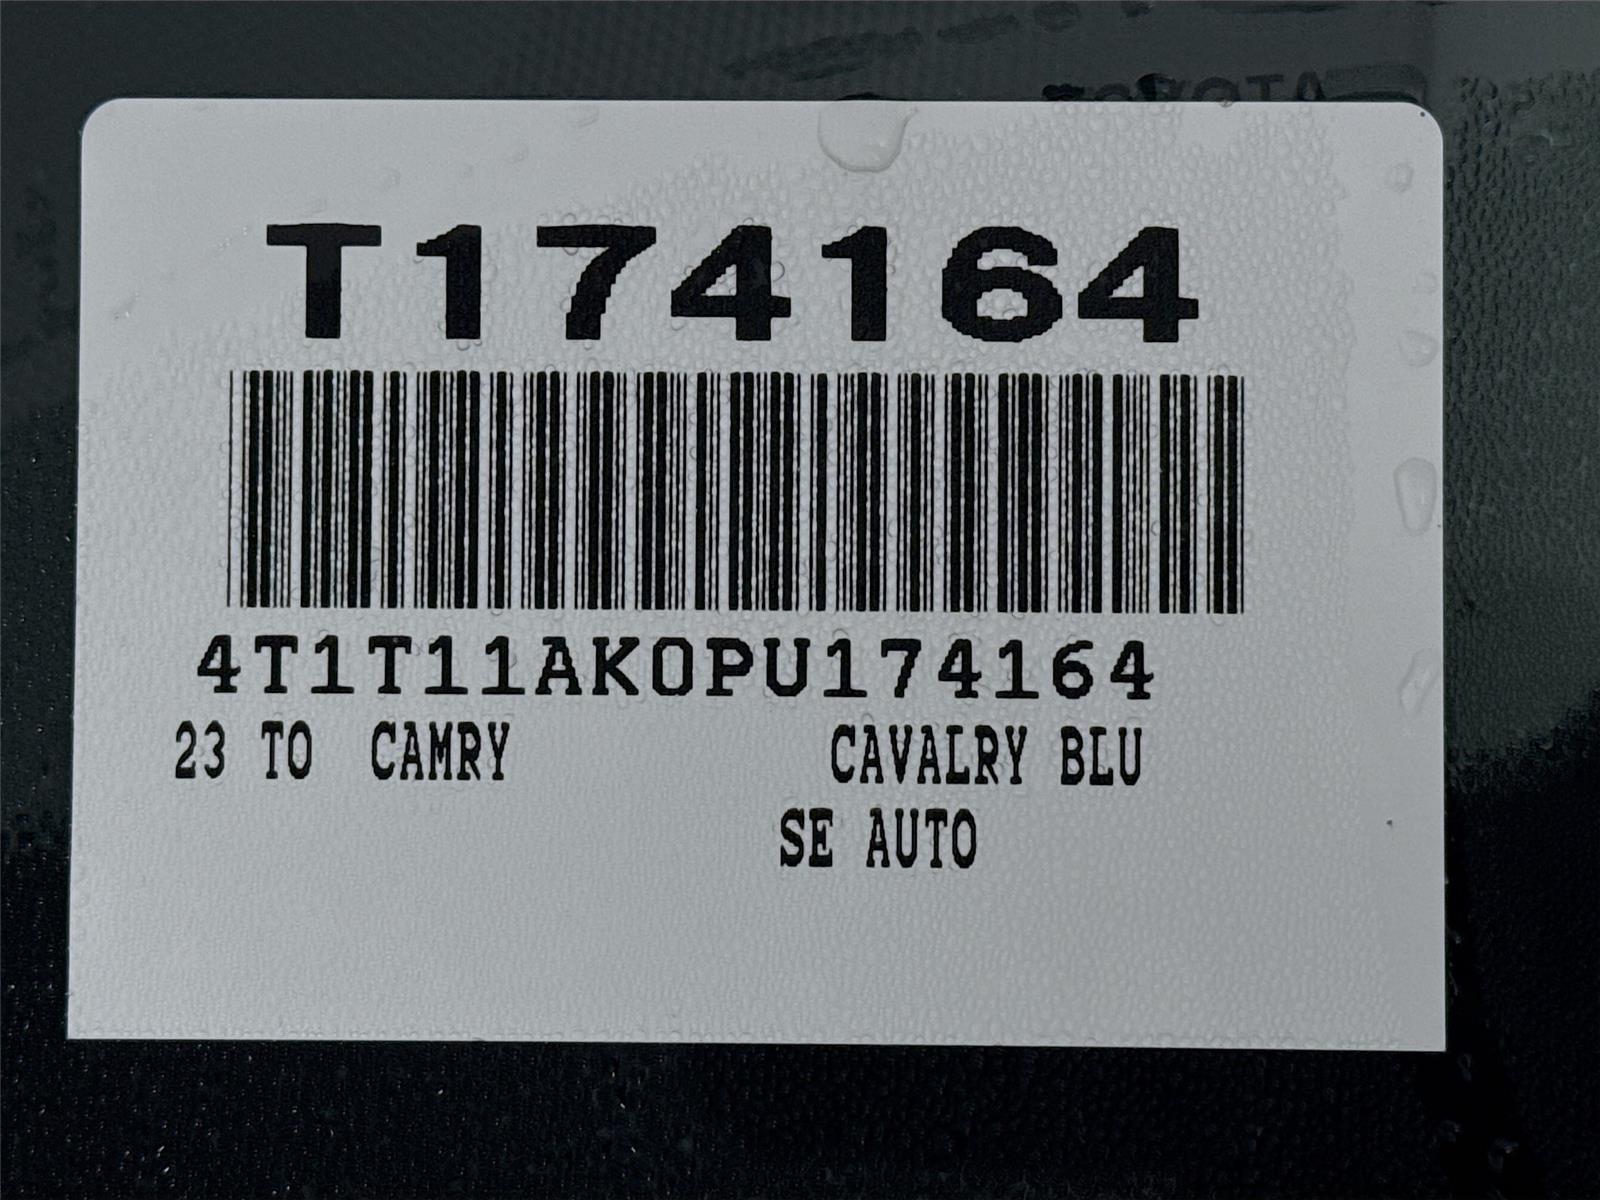 T174164
4T1T11AK0PU174164
23 TO CAMRY CAVALRY BLU
SE AUTO